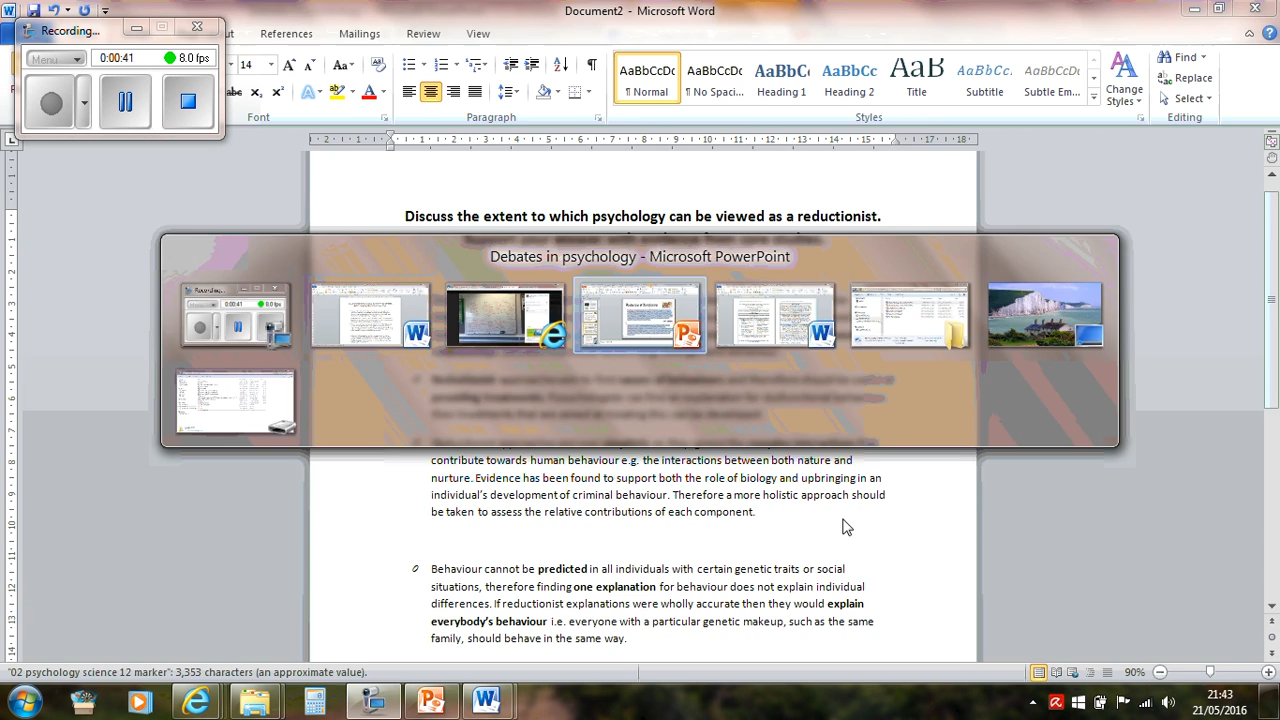 Document2 - Microsoft Word
Recording...
Menu
0:00:41
8.0 fps
References
Mailings
Review
View
14
Aa
AaBbCcDc
AaBbCcDc
AaBbCc
AaBbCc
AaB
AaBbCcI
AaBbCcDc
¶ Normal
¶ No Spaci...
Heading 1
Heading 2
Title
Subtitle
Subtle Em...
Change
Styles
Find
Replace
Select
Font
Paragraph
Styles
Editing
Discuss the extent to which psychology can be viewed as a reductionist.
Debates in psychology - Microsoft PowerPoint
contribute towards human behaviour e.g. the interactions between both nature and
nurture. Evidence has been found to support both the role of biology and upbringing in an
individual's development of criminal behaviour. Therefore a more holistic approach should
be taken to assess the relative contributions of each component.
Behaviour cannot be predicted in all individuals with certain genetic traits or social
situations, therefore finding one explanation for behaviour does not explain individual
differences. If reductionist explanations were wholly accurate then they would explain
everybody's behaviour i.e. everyone with a particular genetic makeup, such as the same
family, should behave in the same way.
"02 psychology science 12 marker": 3,353 characters (an approximate value).
90%
21:43
21/05/2016